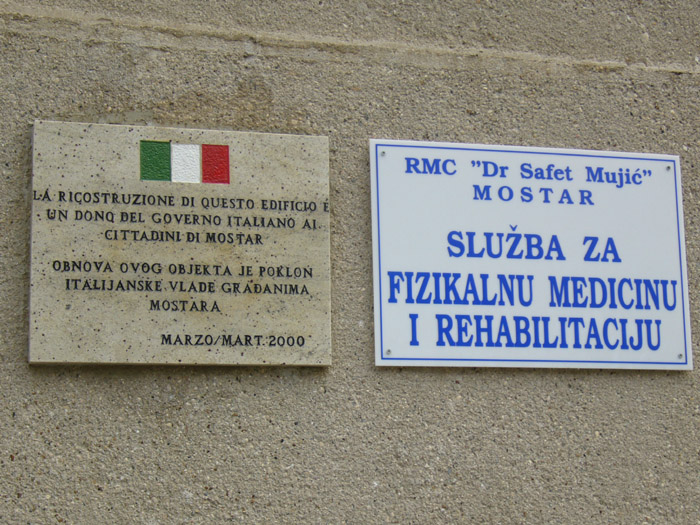 LA RICOSTRUZIONE DI QUESTO EDIFICIO È
UN DONO DEL GOVERNO ITALIANO AI
CITTADINI DI MOSTAR
OBNOVA OVOG OBJEKTA JE POKLON
ITALIJANSKE VLADE GRAĐANIMA
MOSTARA
MARZO/MART 2000
RMC "Dr Safet Mujić"
MOSTAR
SLUŽBA ZA
FIZIKALNU MEDICINU
I REHABILITACIJU